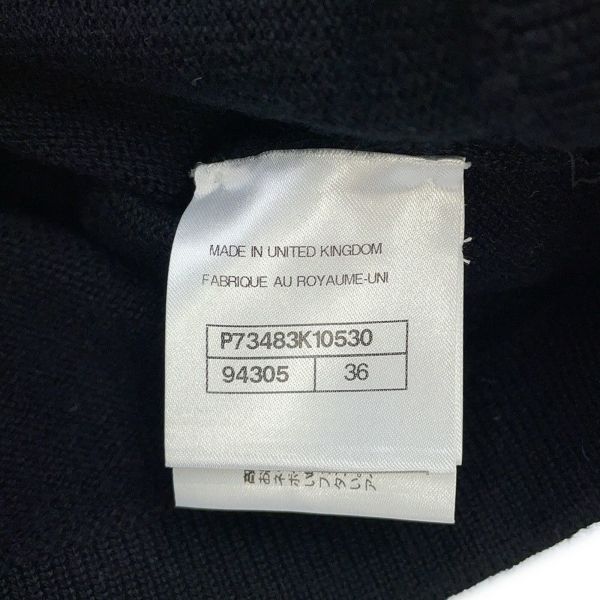 MADE IN UNITED KINGDOM
FABRIQUE AU ROYAUME-UNI
P73483K10530
94305 36